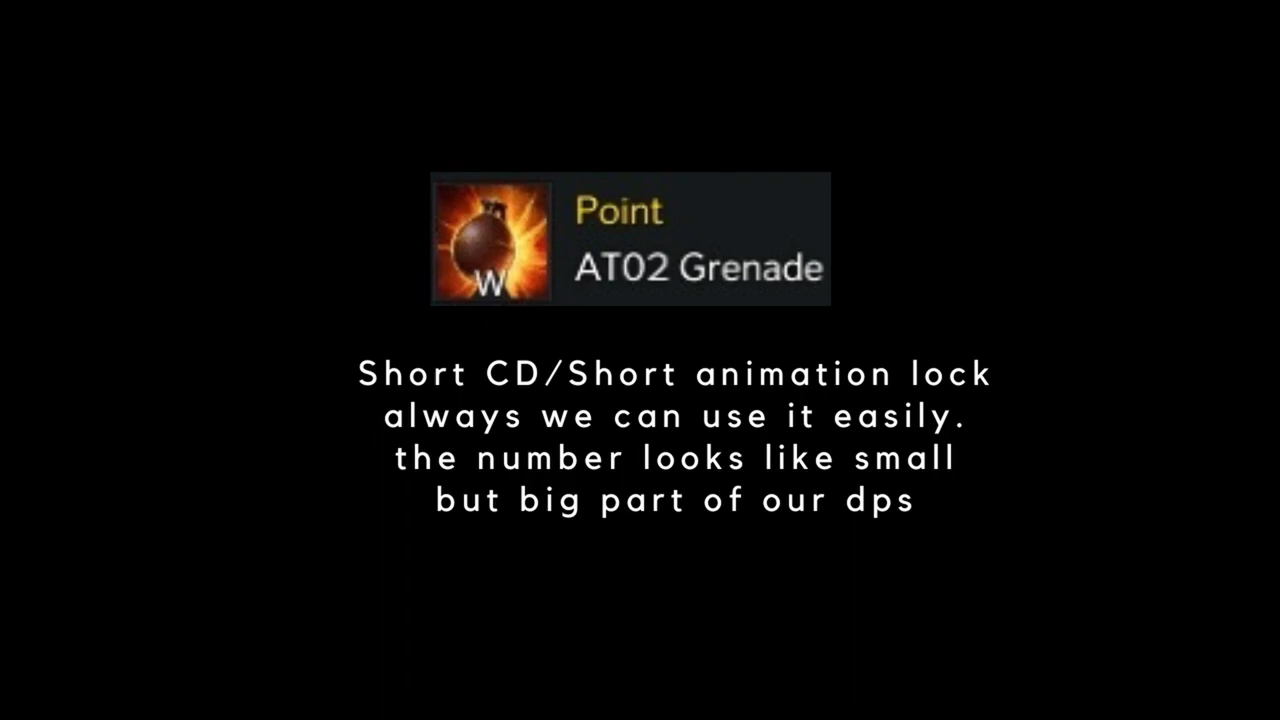 Point
AT02 Grenade
W
Short CD/Short animation lock
always we can use it easily.
the number looks like small
but big part of our dps